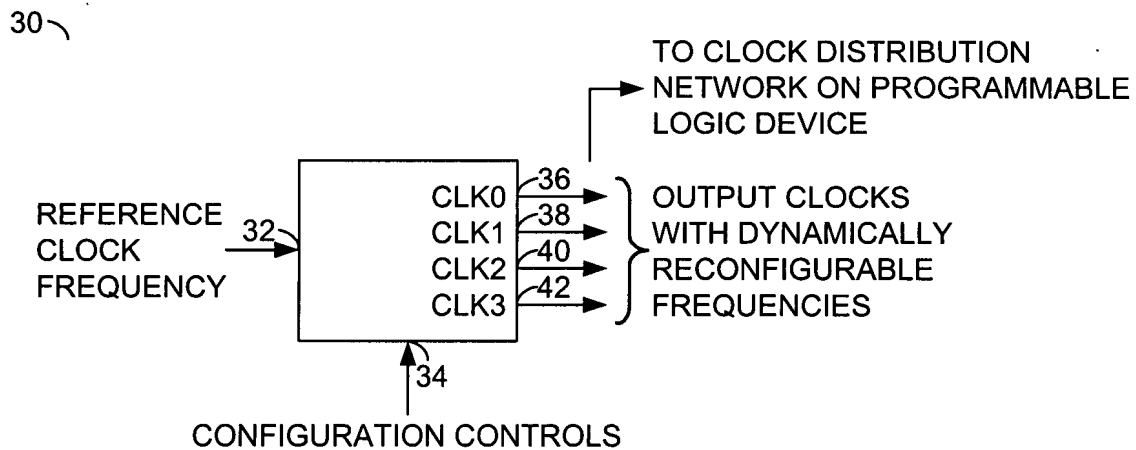 30
TO CLOCK DISTRIBUTION
NETWORK ON PROGRAMMABLE
LOGIC DEVICE
REFERENCE
CLOCK
FREQUENCY
32
CLK0
36
CLK1
38
CLK2
40
CLK3
42
OUTPUT CLOCKS
WITH DYNAMICALLY
RECONFIGURABLE
FREQUENCIES
34
CONFIGURATION CONTROLS